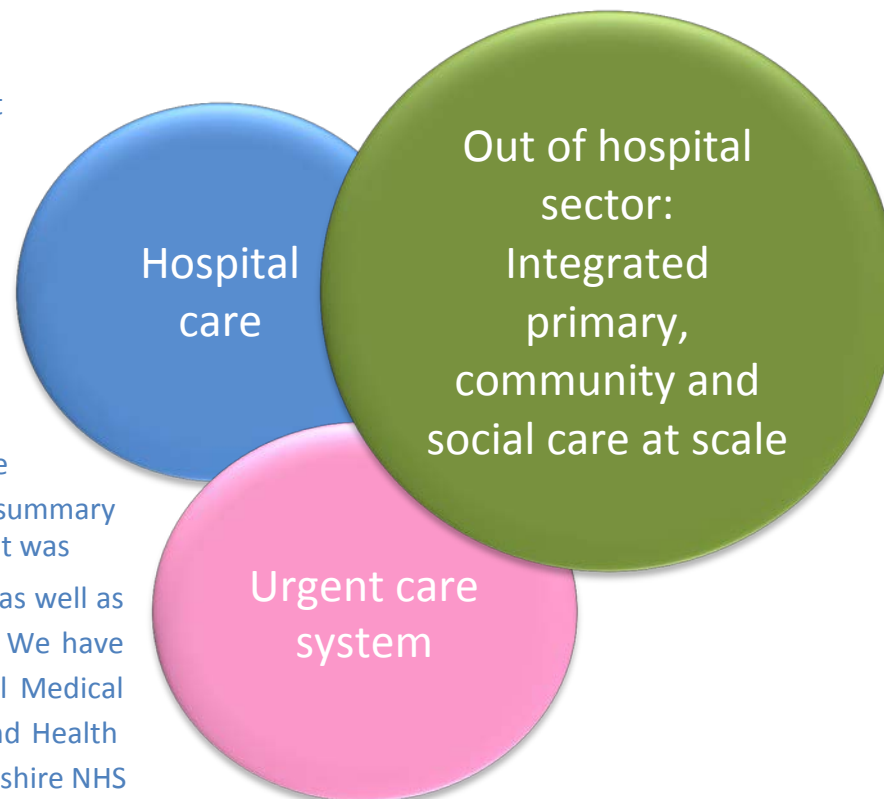 t
e
summary
t was
as well as
We have
l Medical
nd Health
shire NHS
Hospital
care
Out of hospital
sector:
Integrated
primary,
community and
social care at scale
Urgent care
system